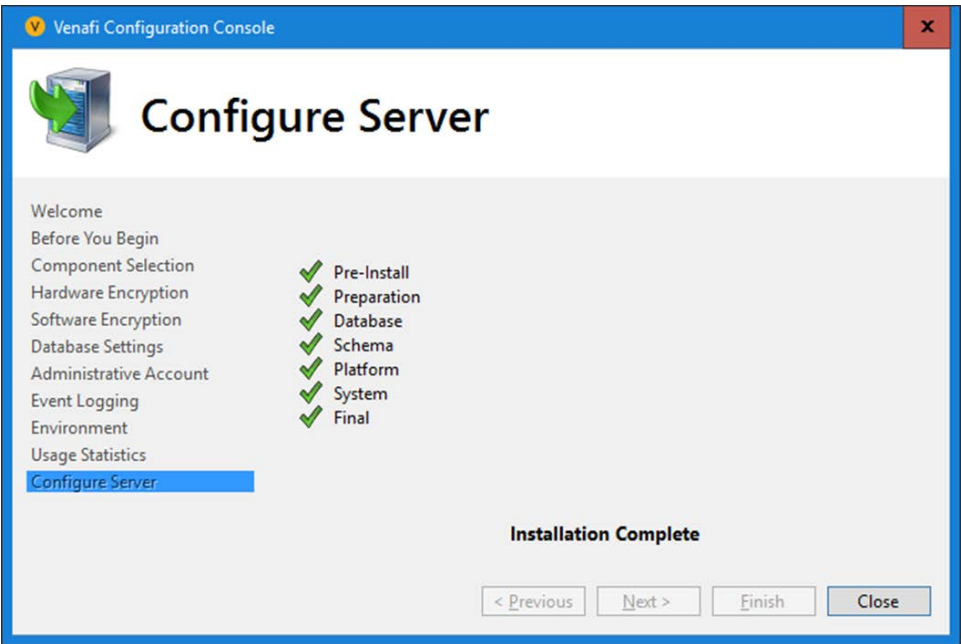 V Venafi Configuration Console
x
Configure Server
Welcome
Before You Begin
Component Selection
Hardware Encryption
Software Encryption
Database Settings
Administrative Account
Event Logging
Environment
Usage Statistics
Configure Server
Pre-Install
Preparation
Database
Schema
Platform
System
Final
Installation Complete
< Previous Next > Finish Close